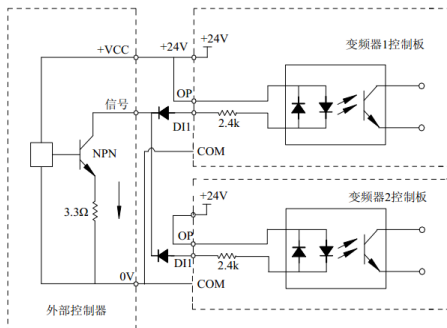 +24V
变频器1控制板
+VCC
+24V
OP
信号
DI1
2.4k
NPN
COM
+24V
变频器2控制板
3.3Ω
OP
DI1
2.4k
0V
COM
外部控制器